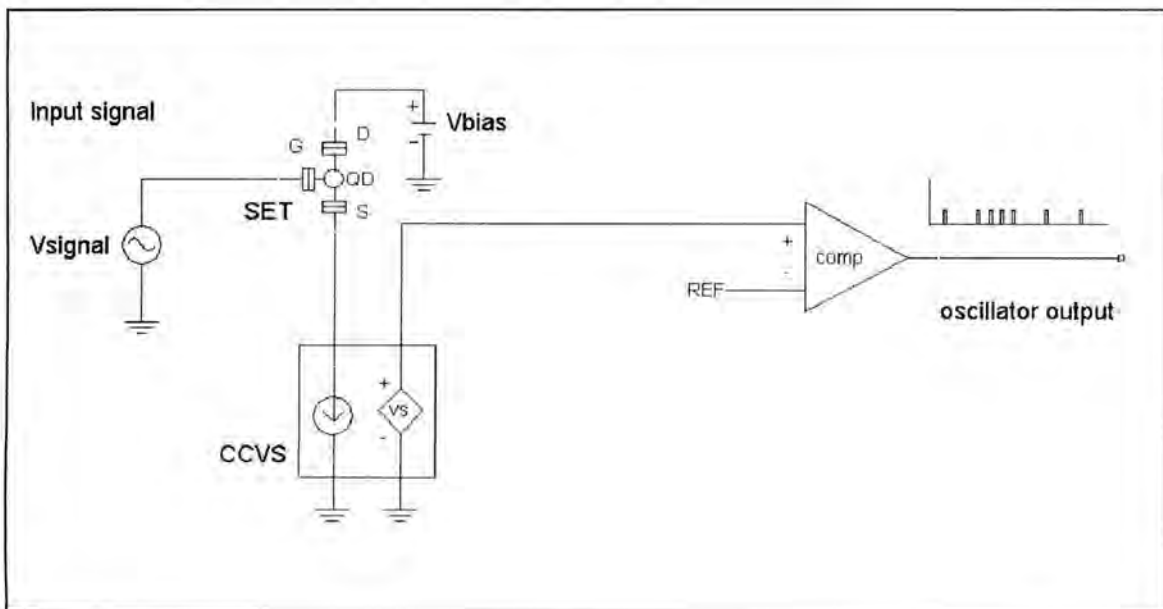 Input signal
+
Vbias
-
D
G
QD
SET
S
Vsignal
+
-
comp
REF
oscillator output
+
vs
-
CCVS